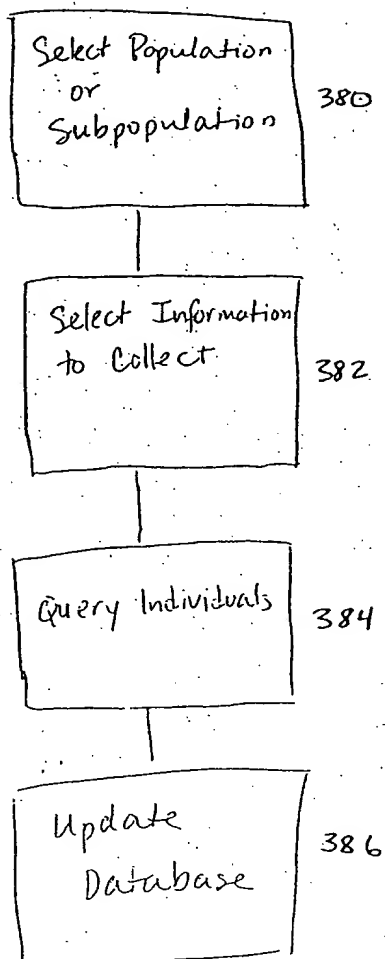 Select Population
or
Subpopulation
380
Select Information
to Collect
382
Query Individuals
384
Update
Database
386